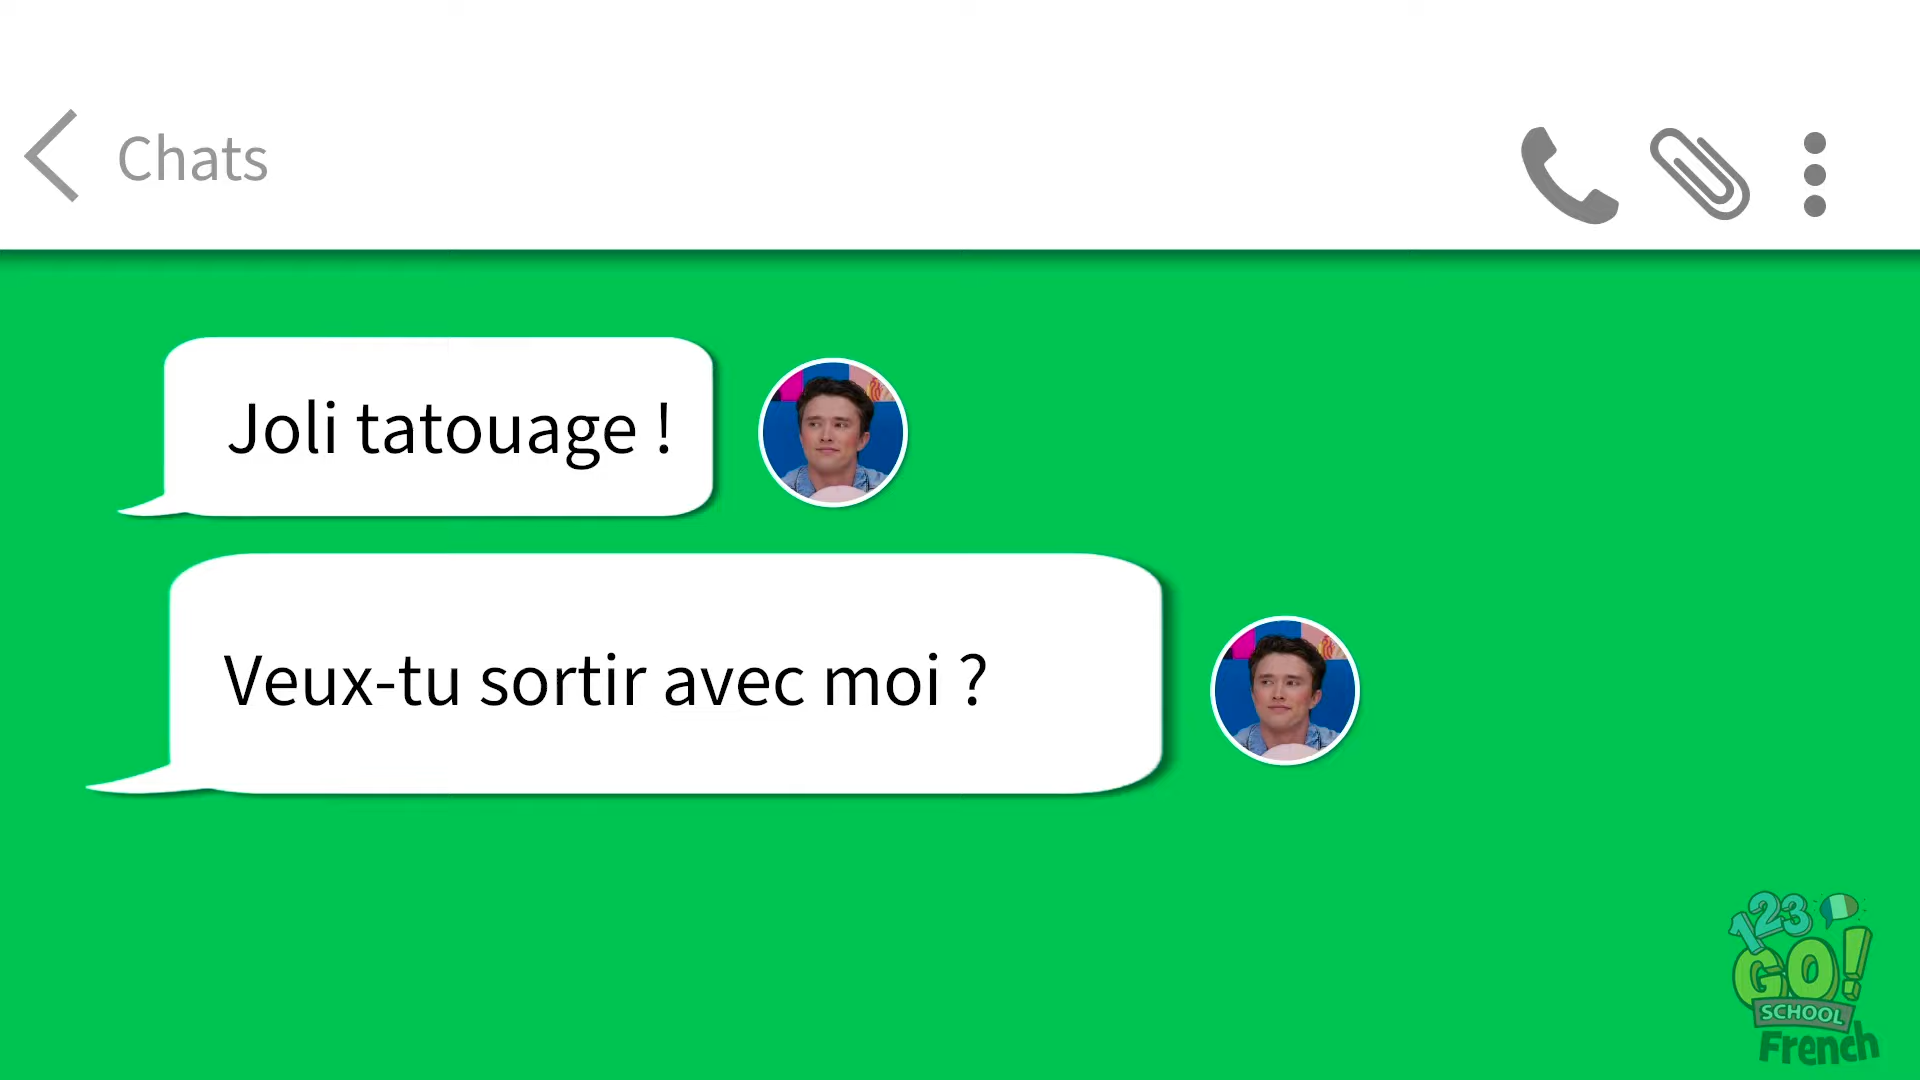 Chats
Joli tatouage !
Veux-tu sortir avec moi ?
123
GO!
SCHOOL
French